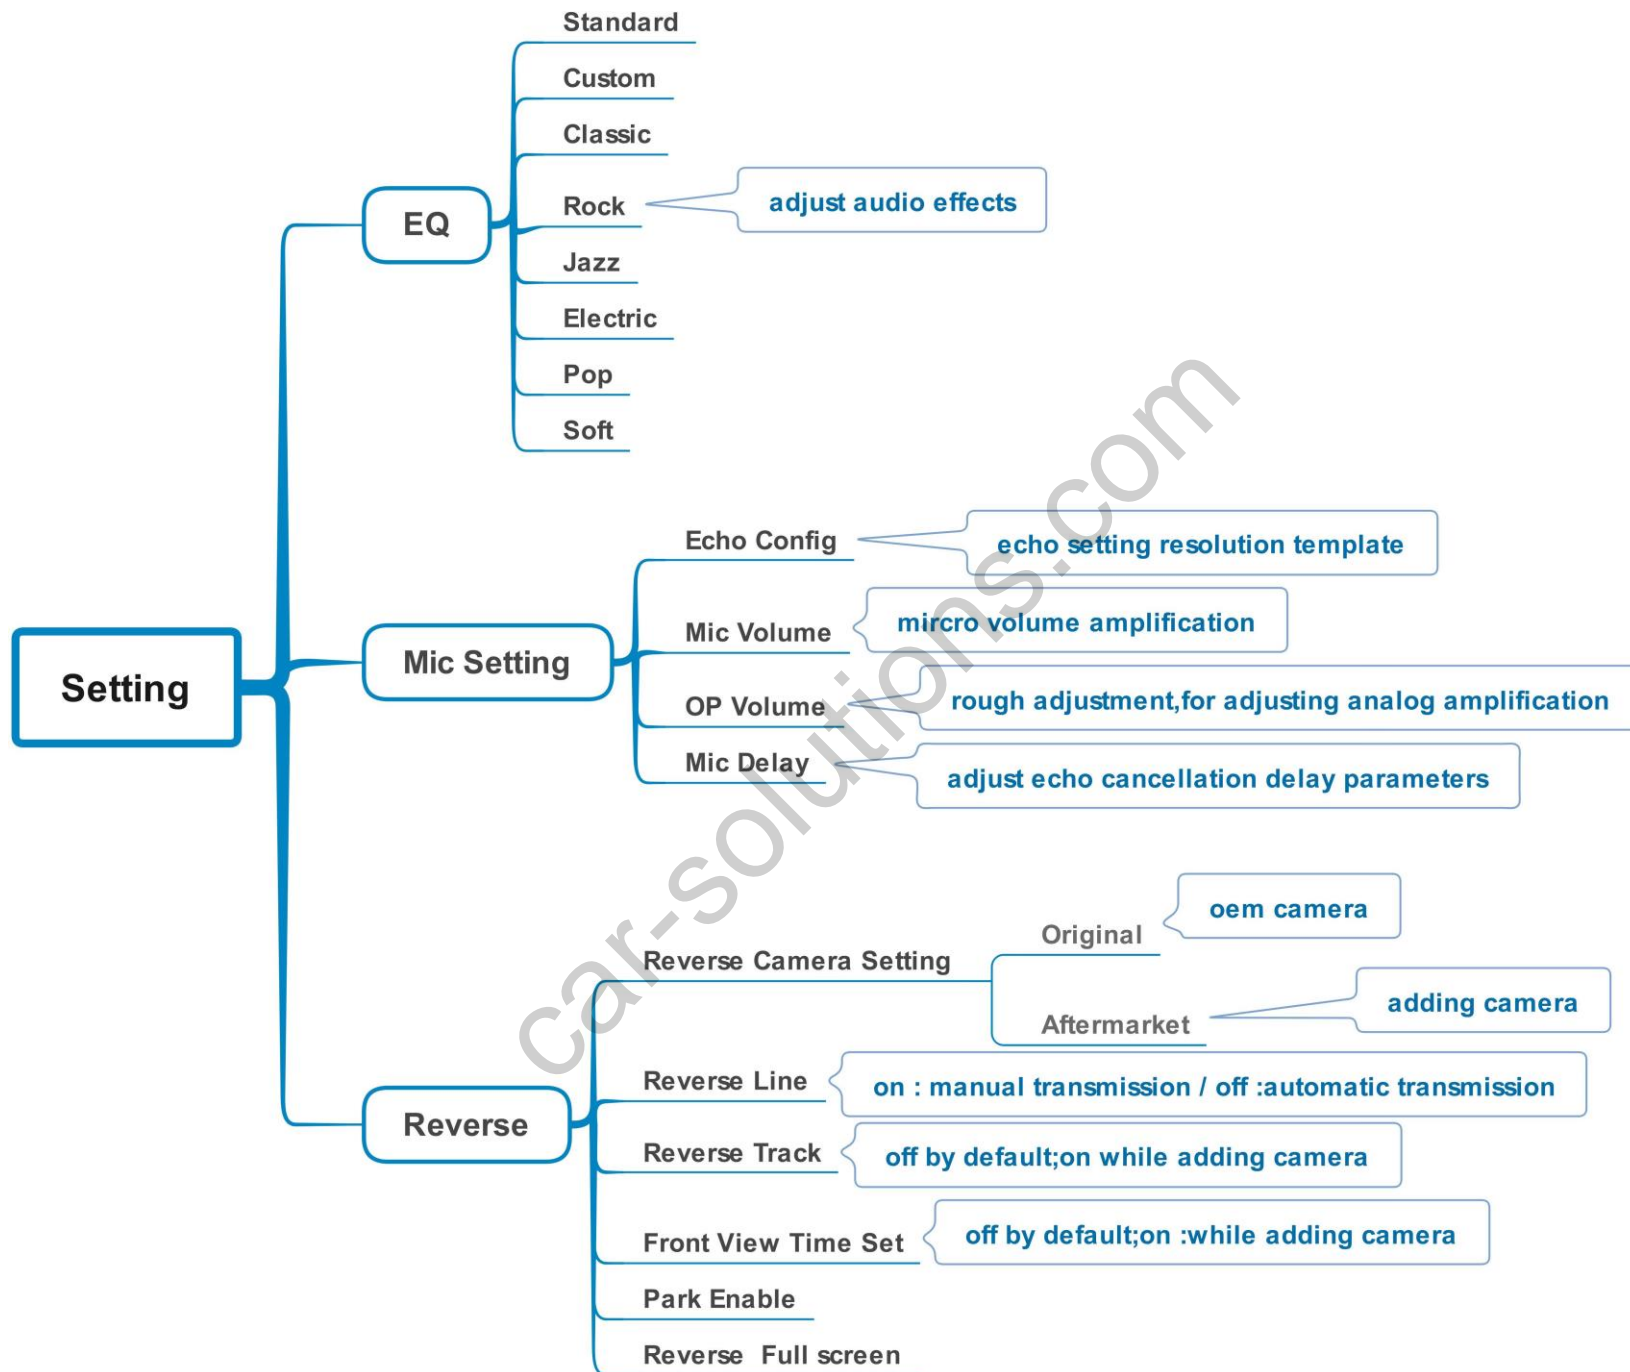 Standard
Custom
Classic
Rock
adjust audio effects
EQ
Jazz
Electric
Pop
Soft
Echo Config
echo setting resolution template
Mic Volume
mircro volume amplification
Setting
Mic Setting
OP Volume
rough adjustment,for adjusting analog amplification
Mic Delay
adjust echo cancellation delay parameters
Reverse Camera Setting
Original
oem camera
Aftermarket
adding camera
Reverse
Reverse Line
on : manual transmission / off :automatic transmission
Reverse Track
off by default;on while adding camera
Front View Time Set
off by default;on :while adding camera
Park Enable
Reverse Full screen
car-solutions.com